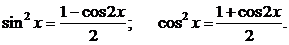 sin² x = (1 − cos2x)/2;  cos² x = (1 + cos2x)/2.